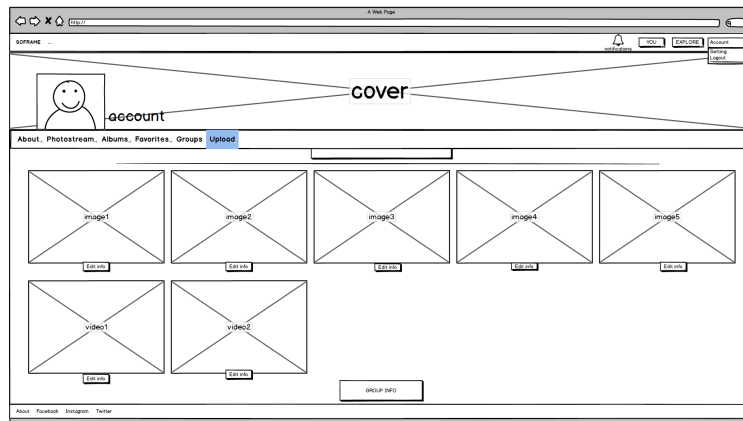 A Web Page
http://
SOFRAME ...
notifications
YOU
EXPLORE
Account
Setting
Logout
cover
account
About.. Photostream.. Albums.. Favorites.. Groups Upload
image1 image2 image3 image4 image5
Edit info Edit info Edit info Edit info Edit info
video1 video2
Edit info Edit info
GROUP INFO
About Facebook Instagram Twitter